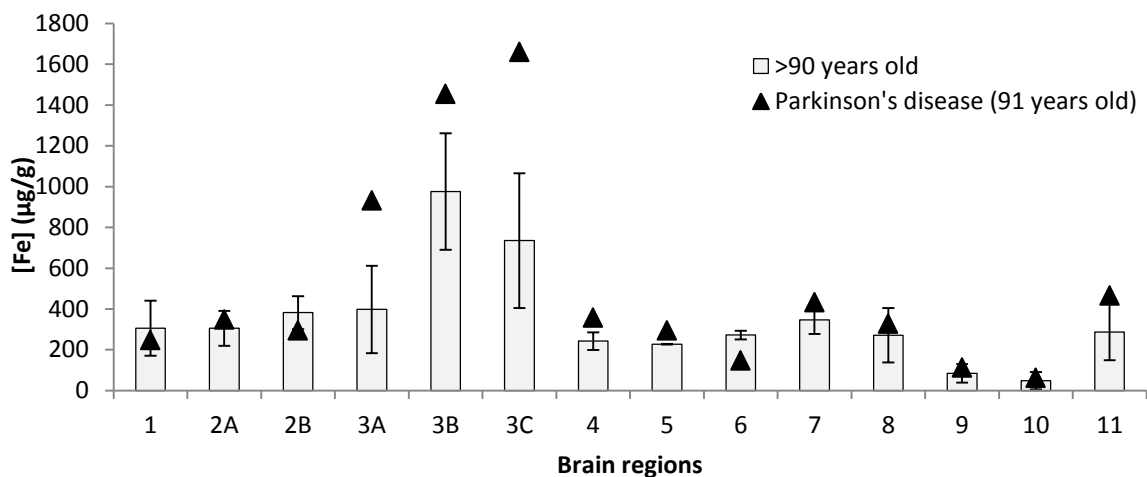 1800
1600
1400
1200
1000
800
600
400
200
0
[Fe] (µg/g)
>90 years old
Parkinson's disease (91 years old)
1 2A 2B 3A 3B 3C 4 5 6 7 8 9 10 11
Brain regions